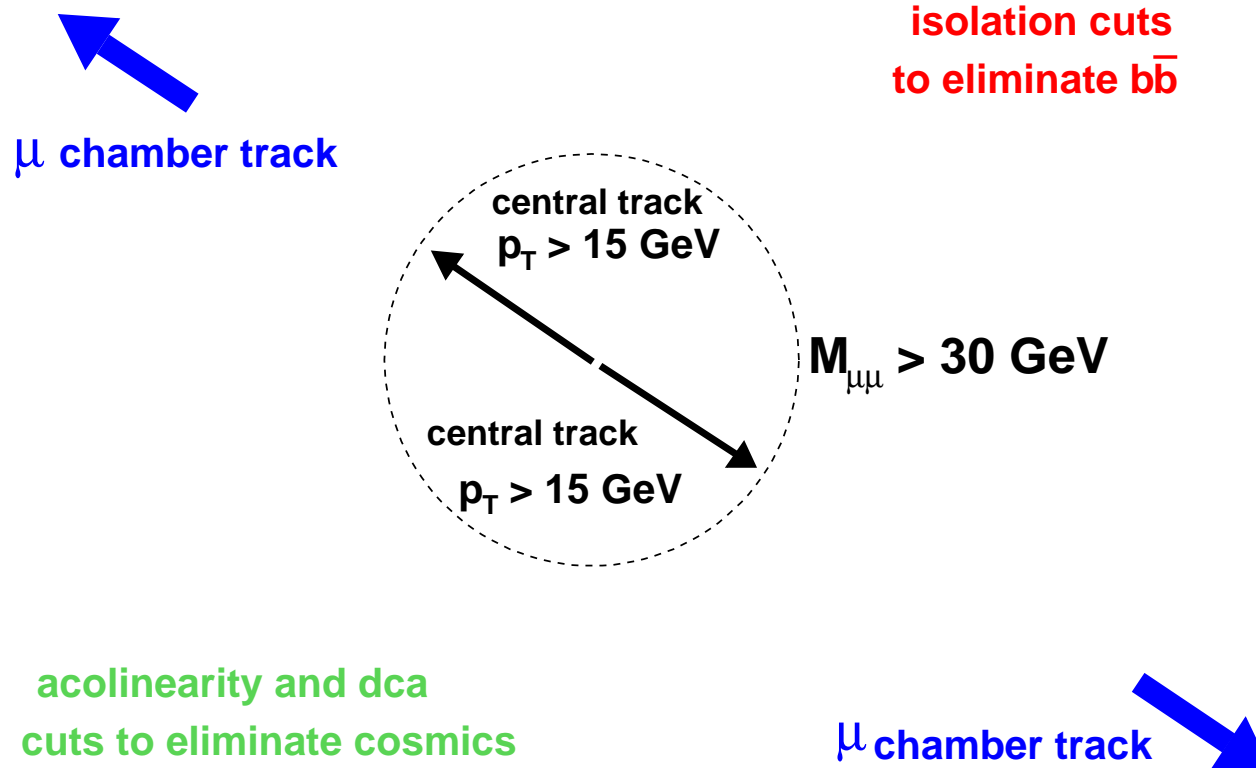 isolation cuts
to eliminate bb̅
μ chamber track
central track
p_T > 15 GeV
M_μμ > 30 GeV
central track
p_T > 15 GeV
acolinearity and dca
cuts to eliminate cosmics
μ chamber track